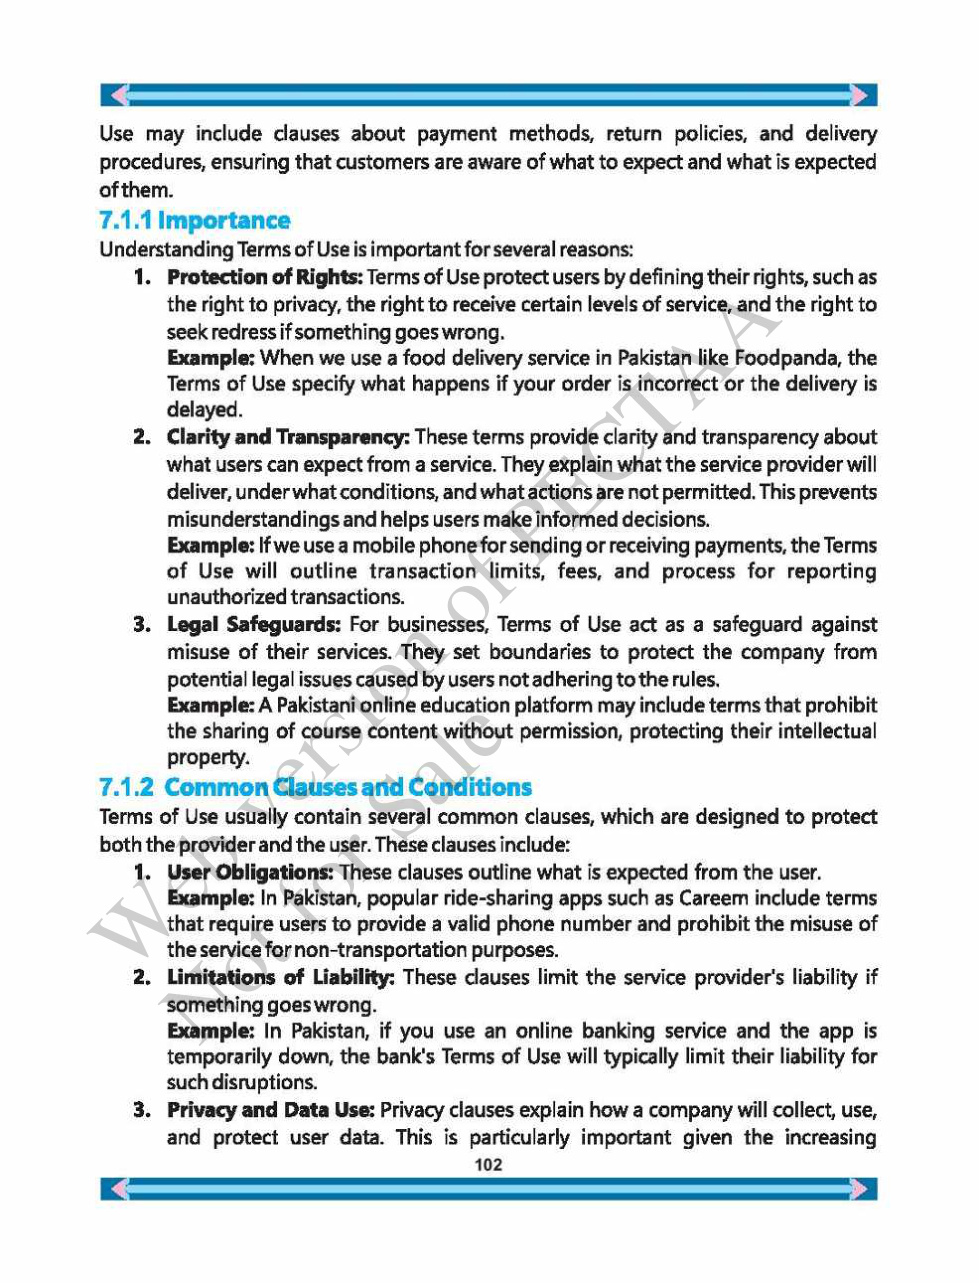 Use may include clauses about payment methods, return policies, and delivery
procedures, ensuring that customers are aware of what to expect and what is expected
of them.
7.1.1 Importance
Understanding Terms of Use is important for several reasons:
1. Protection of Rights: Terms of Use protect users by defining their rights, such as
the right to privacy, the right to receive certain levels of service, and the right to
seek redress if something goes wrong.
Example: When we use a food delivery service in Pakistan like Foodpanda, the
Terms of Use specify what happens if your order is incorrect or the delivery is
delayed.
2. Clarity and Transparency: These terms provide clarity and transparency about
what users can expect from a service. They explain what the service provider will
deliver, under what conditions, and what actions are not permitted. This prevents
misunderstandings and helps users make informed decisions.
Example: If we use a mobile phone for sending or receiving payments, the Terms
of Use will outline transaction limits, fees, and process for reporting
unauthorized transactions.
3. Legal Safeguards: For businesses, Terms of Use act as a safeguard against
misuse of their services. They set boundaries to protect the company from
potential legal issues caused by users not adhering to the rules.
Example: A Pakistani online education platform may include terms that prohibit
the sharing of course content without permission, protecting their intellectual
property.
7.1.2 Common Clauses and Conditions
Terms of Use usually contain several common clauses, which are designed to protect
both the provider and the user. These clauses include:
1. User Obligations: These clauses outline what is expected from the user.
Example: In Pakistan, popular ride-sharing apps such as Careem include terms
that require users to provide a valid phone number and prohibit the misuse of
the service for non-transportation purposes.
2. Limitations of Liability: These clauses limit the service provider's liability if
something goes wrong.
Example: In Pakistan, if you use an online banking service and the app is
temporarily down, the bank's Terms of Use will typically limit their liability for
such disruptions.
3. Privacy and Data Use: Privacy clauses explain how a company will collect, use,
and protect user data. This is particularly important given the increasing
102
Web version of PECTAA
Not for Sale